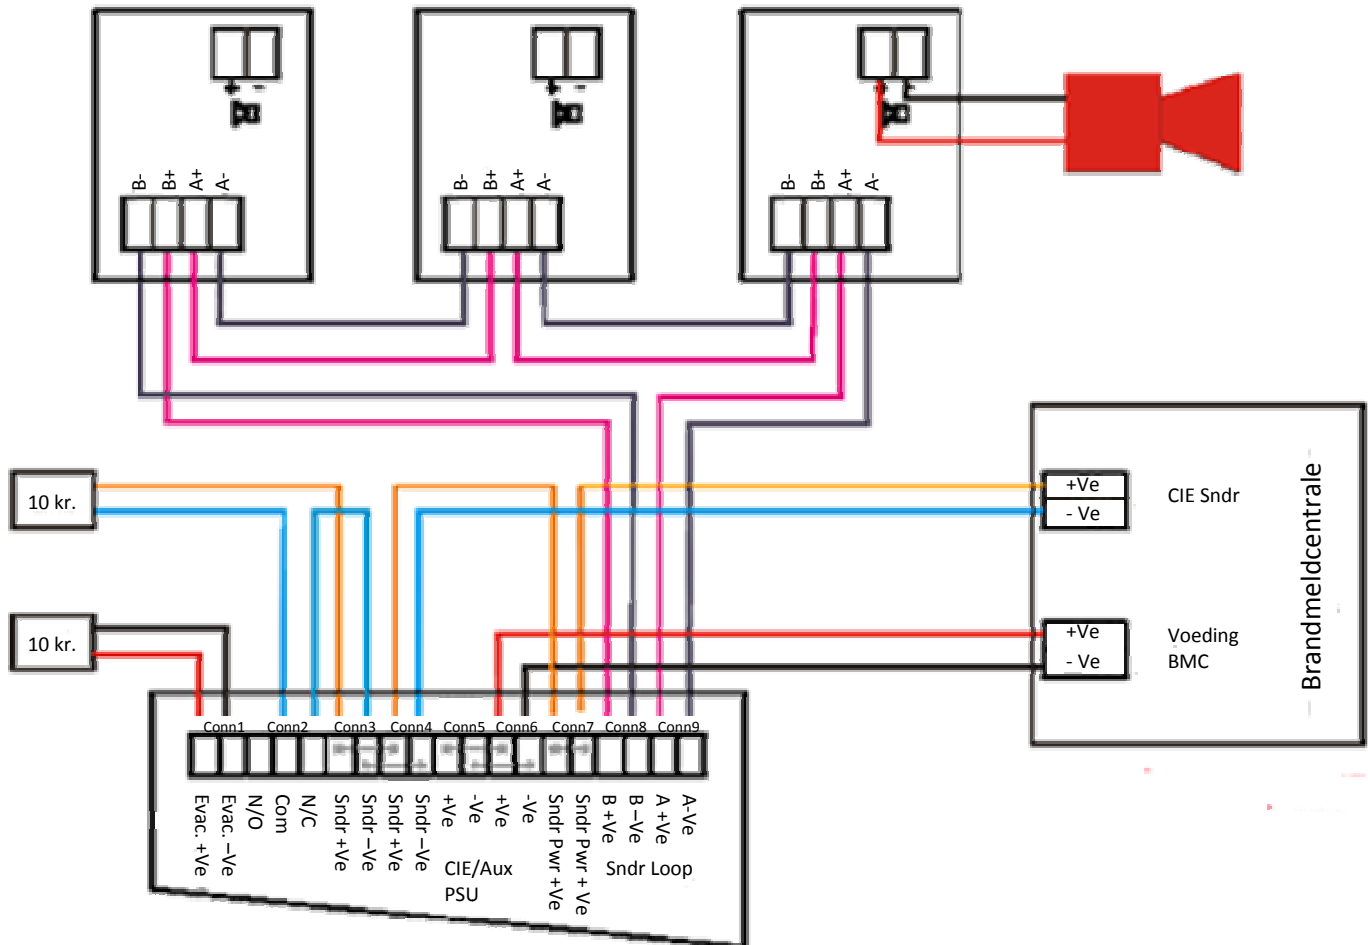 + -
+ -
+ -
B- B+ A+ A-
B- B+ A+ A-
B- B+ A+ A-
10 kr.
+Ve
- Ve
CIE Sndr
Brandmeldcentrale
10 kr.
+Ve
- Ve
Voeding
BMC
Conn1 Conn2 Conn3 Conn4 Conn5 Conn6 Conn7 Conn8 Conn9
Evac. +Ve
Evac. –Ve
N/O
Com
N/C
Sndr +Ve
Sndr –Ve
Sndr +Ve
Sndr –Ve
+Ve
-Ve
+Ve
-Ve
Sndr Pwr +Ve
Sndr Pwr + Ve
B +Ve
B –Ve
A +Ve
A-Ve
CIE/Aux
PSU
Sndr Loop